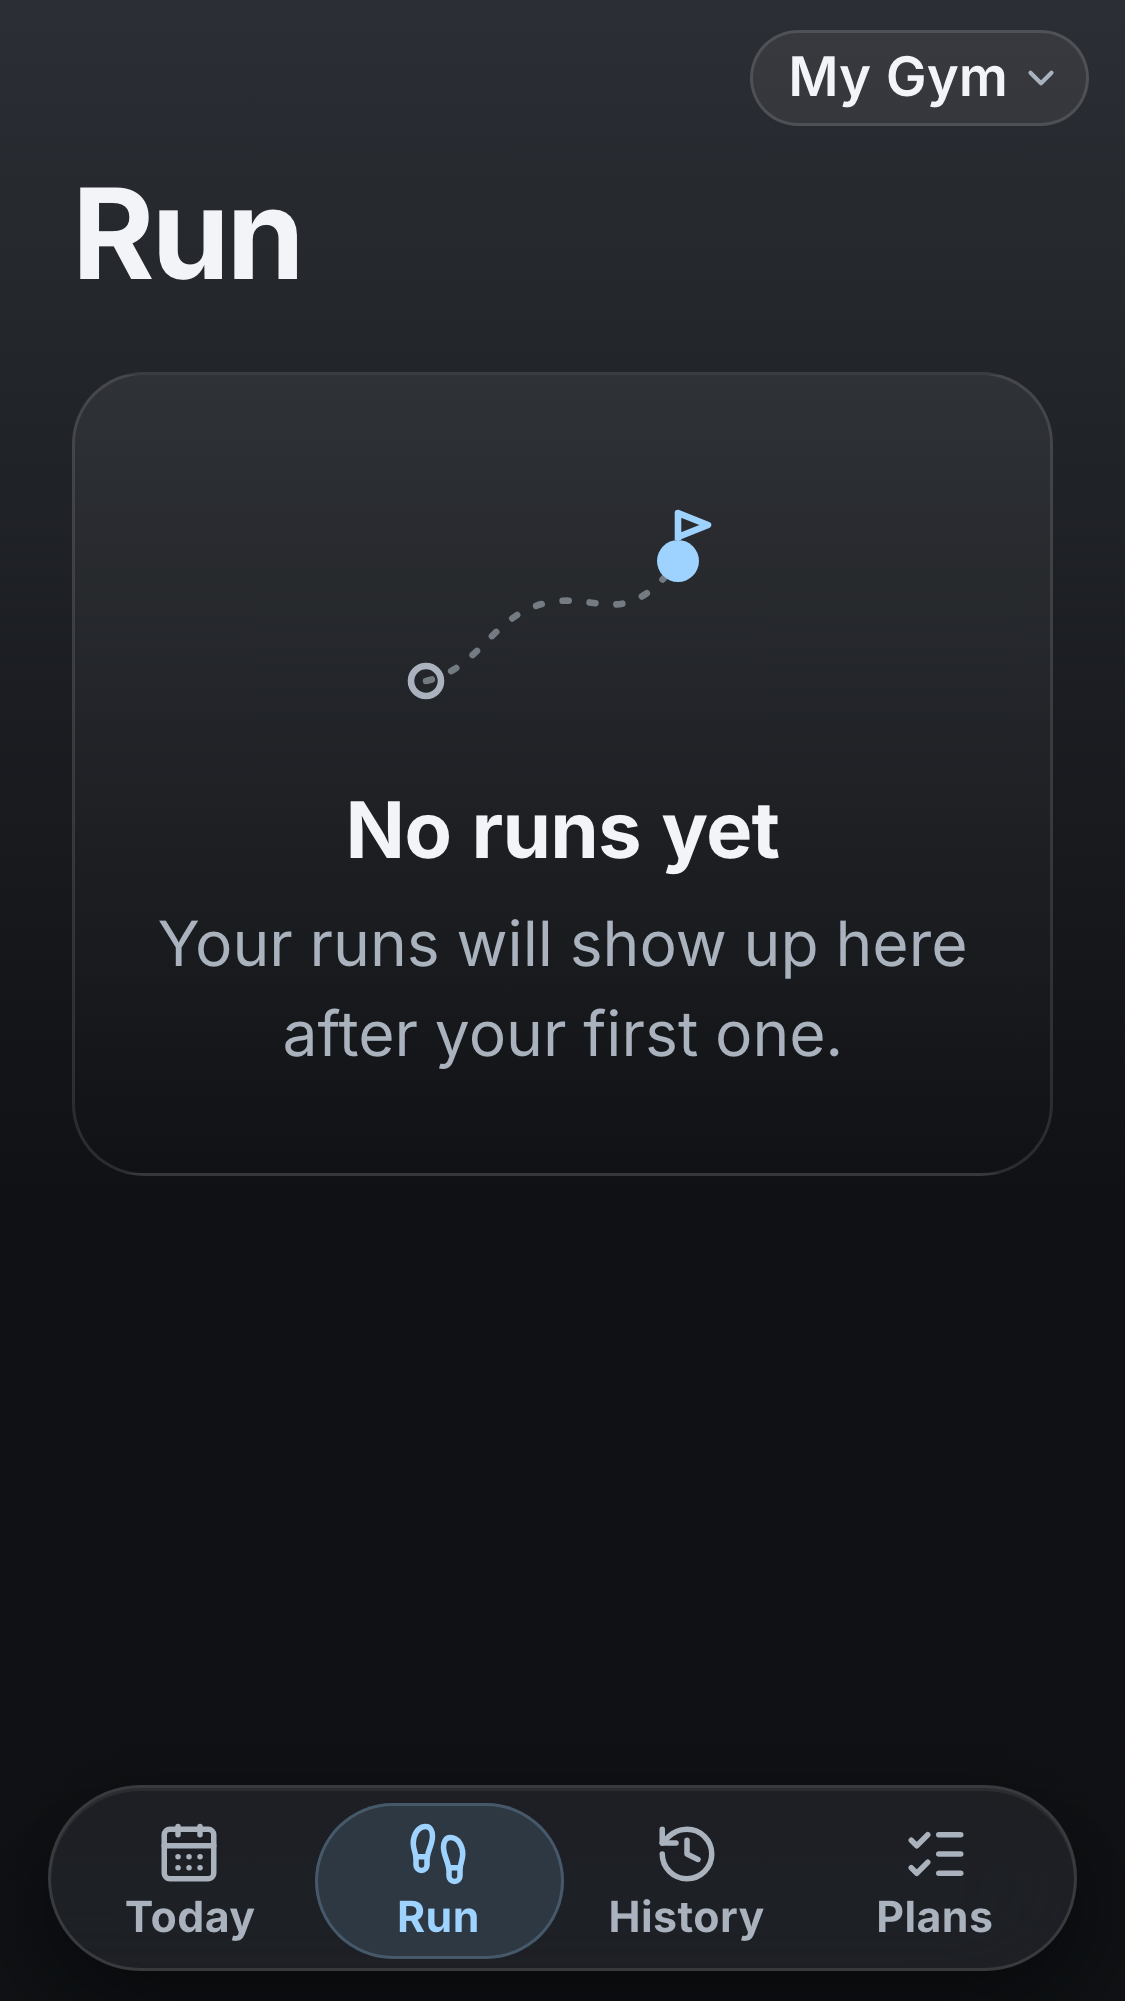 My Gym
Run
No runs yet
Your runs will show up here
after your first one.
Today
Run
History
Plans